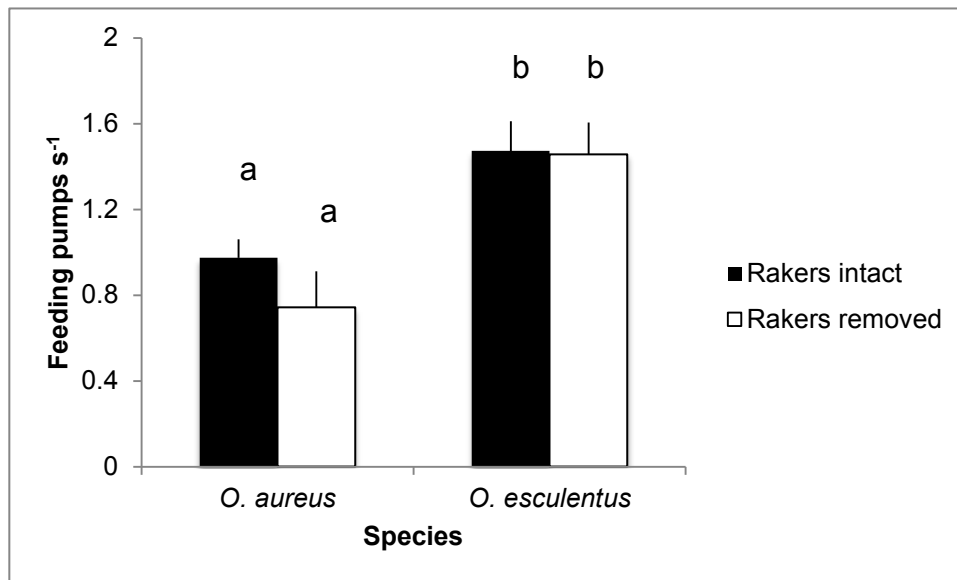 2
1.6
1.2
0.8
0.4
0
Feeding pumps s-1
a
a
b
b
O. aureus
O. esculentus
Species
Rakers intact
Rakers removed